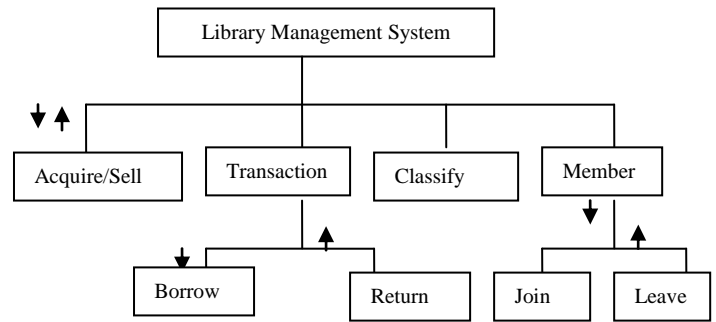 Library Management System
Acquire/Sell
Transaction
Classify
Member
Borrow
Return
Join
Leave